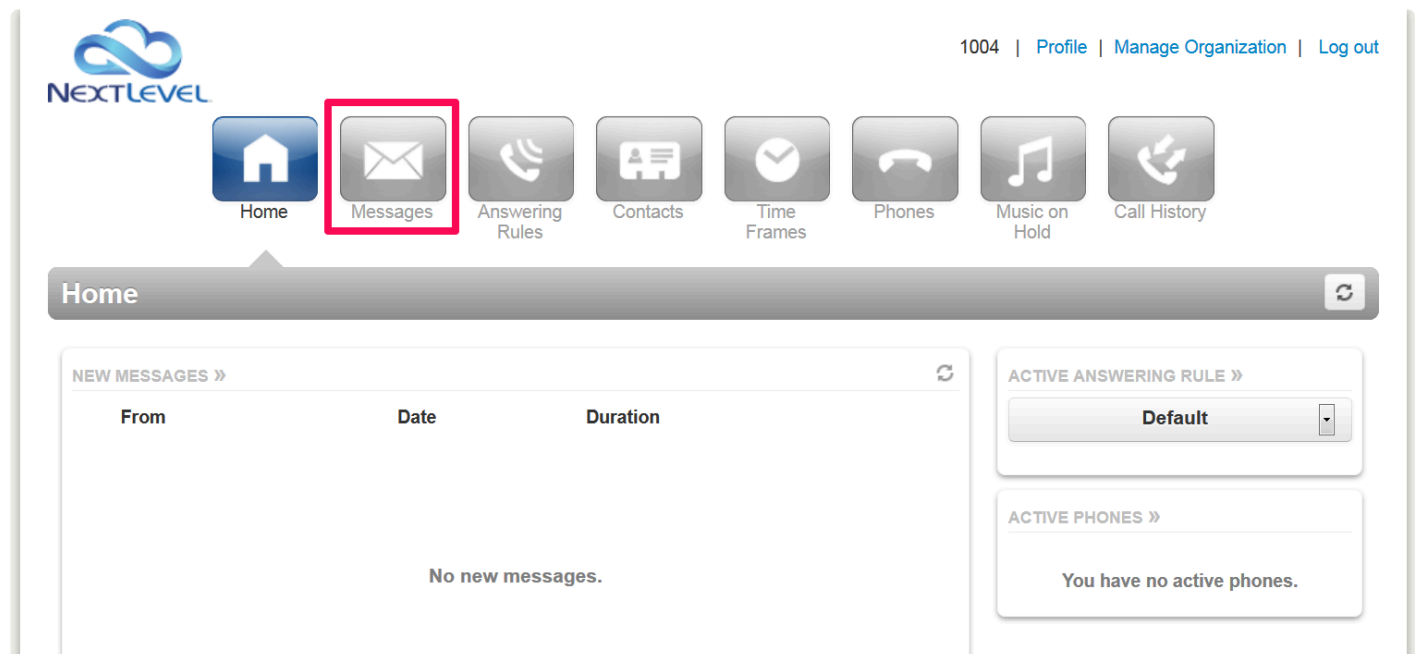 NEXTLEVEL
1004 | Profile | Manage Organization | Log out
Home
Messages
Answering
Rules
Contacts
Time
Frames
Phones
Music on
Hold
Call History
Home
NEW MESSAGES »
From Date Duration
No new messages.
ACTIVE ANSWERING RULE »
Default
ACTIVE PHONES »
You have no active phones.